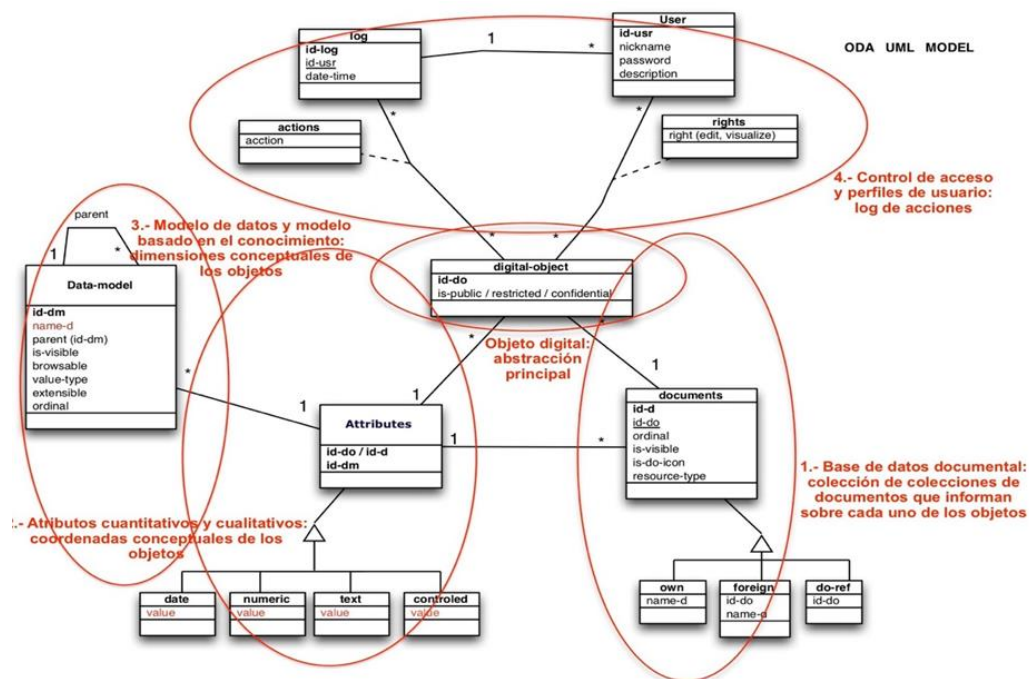 log
id-log
id-usr
date-time
1
*
User
id-usr
nickname
password
description
ODA UML MODEL
*
*
actions
acction
rights
right (edit, visualize)
4.- Control de acceso
y perfiles de usuario:
log de acciones
parent
1
*
3.- Modelo de datos y modelo
basado en el conocimiento:
dimensiones conceptuales de
los objetos
*
*
digital-object
id-do
is-public / restricted / confidential
Data-model
id-dm
name-d
parent (id-dm)
is-visible
browsable
value-type
extensible
ordinal
*
*
*
Objeto digital:
abstracción
principal
1
1
1
Attributes
id-do / id-d
id-dm
1
*
documents
id-d
id-do
ordinal
is-visible
is-do-icon
resource-type
1.- Base de datos documental:
colección de colecciones de
documentos que informan
sobre cada uno de los objetos
.- Atributos cuantitativos y cualitativos:
coordenadas conceptuales de los
objetos
date
value
numeric
value
text
value
controled
value
own
name-d
foreign
id-do
name-d
do-ref
id-do